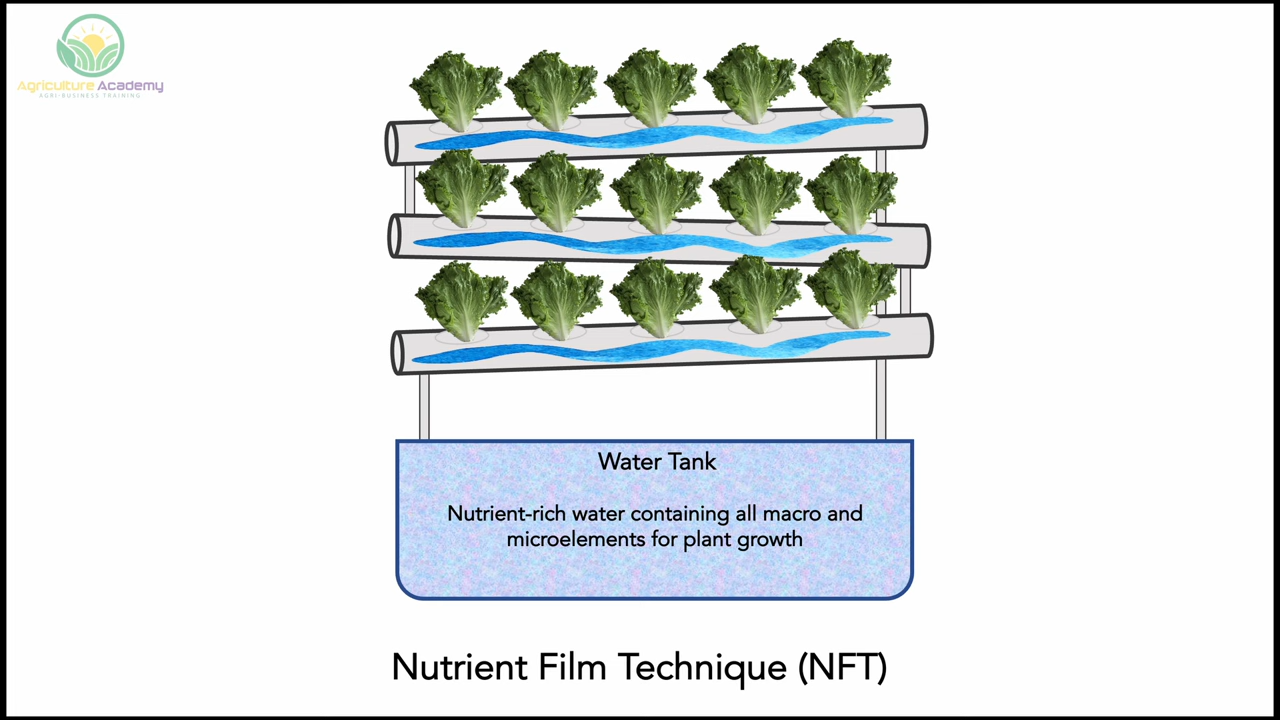 Agriculture Academy
AGRI-BUSINESS TRAINING
Water Tank
Nutrient-rich water containing all macro and
microelements for plant growth
Nutrient Film Technique (NFT)